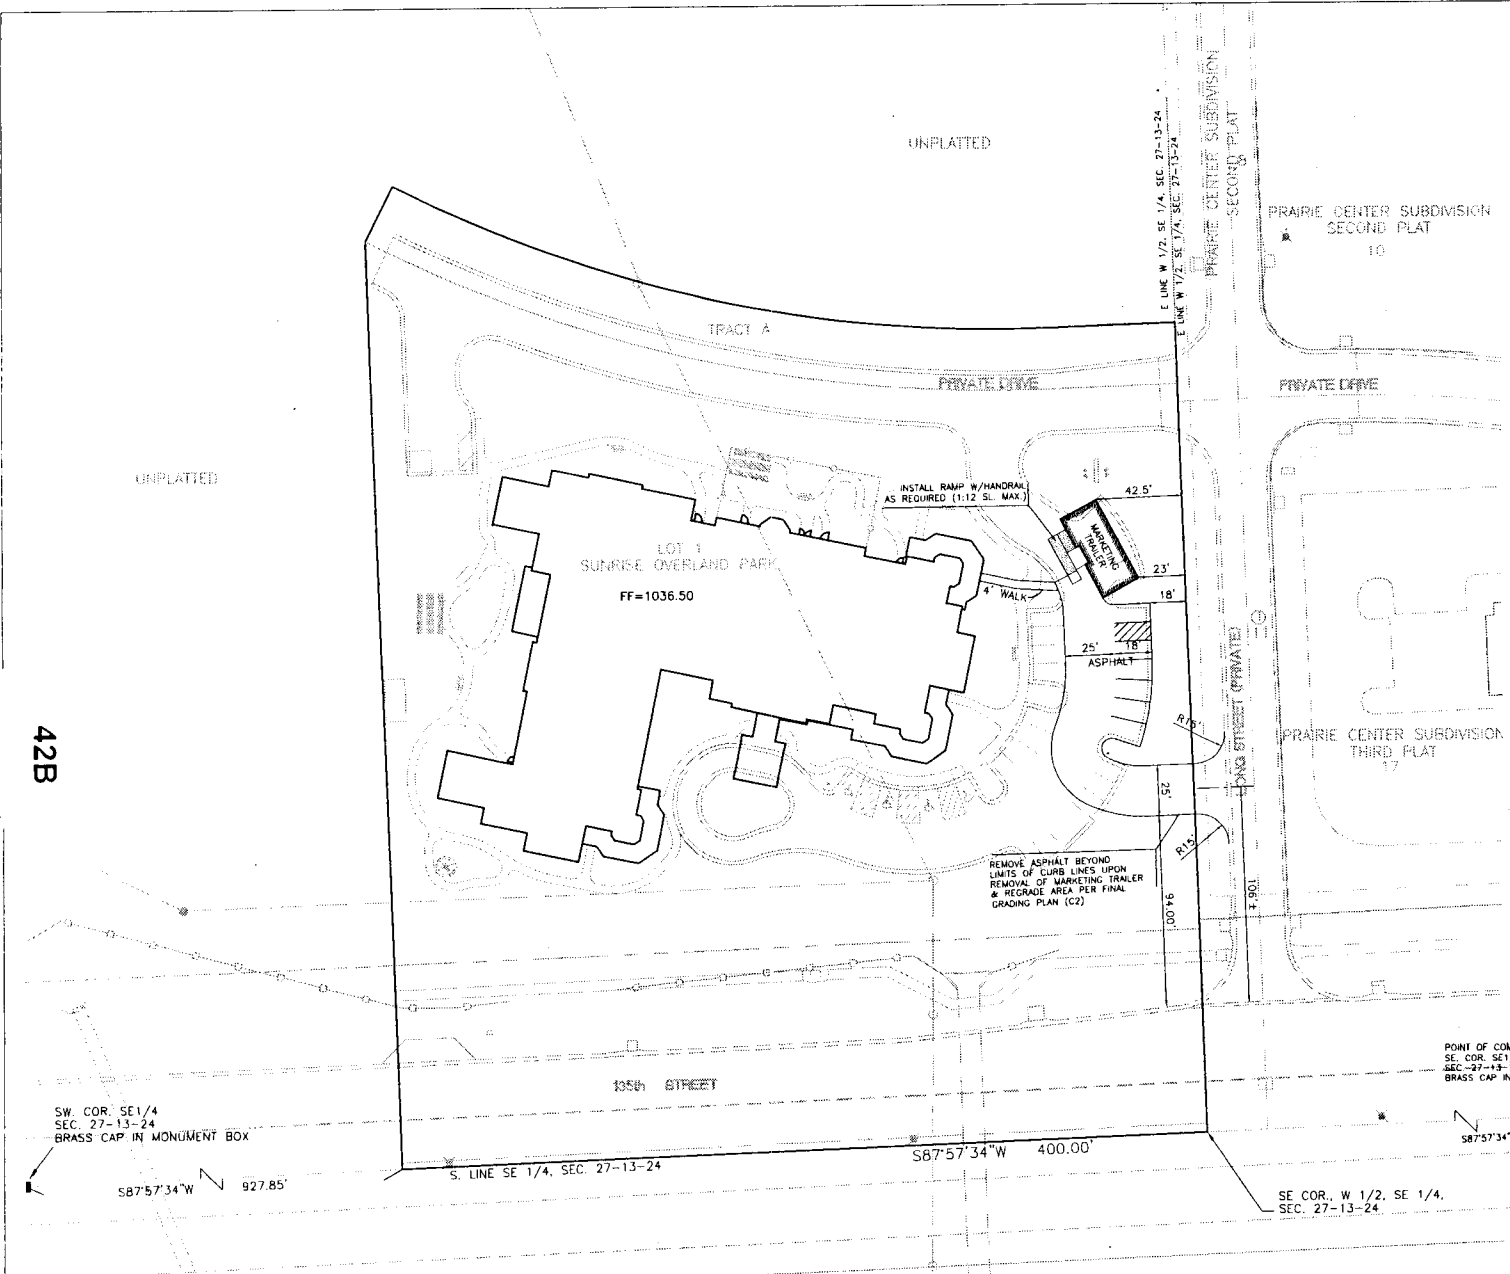 UNPLATTED
E LINE W 1/2, SE 1/4, SEC. 27-13-24
E LINE W 1/2, SE 1/4, SEC. 27-13-24
PRAIRIE CENTER SUBDIVISION
SECOND PLAT
PRAIRIE CENTER SUBDIVISION
SECOND PLAT
10
TRACT A
PRIVATE DRIVE
PRIVATE DRIVE
UNPLATTED
INSTALL RAMP W/HANDRAIL
AS REQUIRED (1:12 SL. MAX.)
42.5'
MARKETING
TRAILER
LOT 1
SUNRISE OVERLAND PARK
FF=1036.50
23'
18'
4' WALK
25'
18'
ASPHALT
LONG STREET (PRIVATE)
R15'
PRAIRIE CENTER SUBDIVISION
THIRD PLAT
17
42B
25'
R15'
REMOVE ASPHALT BEYOND
LIMITS OF CURB LINES UPON
REMOVAL OF MARKETING TRAILER
& REGRADE AREA PER FINAL
GRADING PLAN (C2)
94.00'
106'±
135th STREET
POINT OF COM
SE. COR. SE1
SEC-27-13-
BRASS CAP IN
SW. COR. SE1/4
SEC. 27-13-24
BRASS CAP IN MONUMENT BOX
S87°57'34"W 927.85'
S. LINE SE 1/4, SEC. 27-13-24
S87°57'34"W 400.00'
S87°57'34"
SE COR., W 1/2, SE 1/4,
SEC. 27-13-24